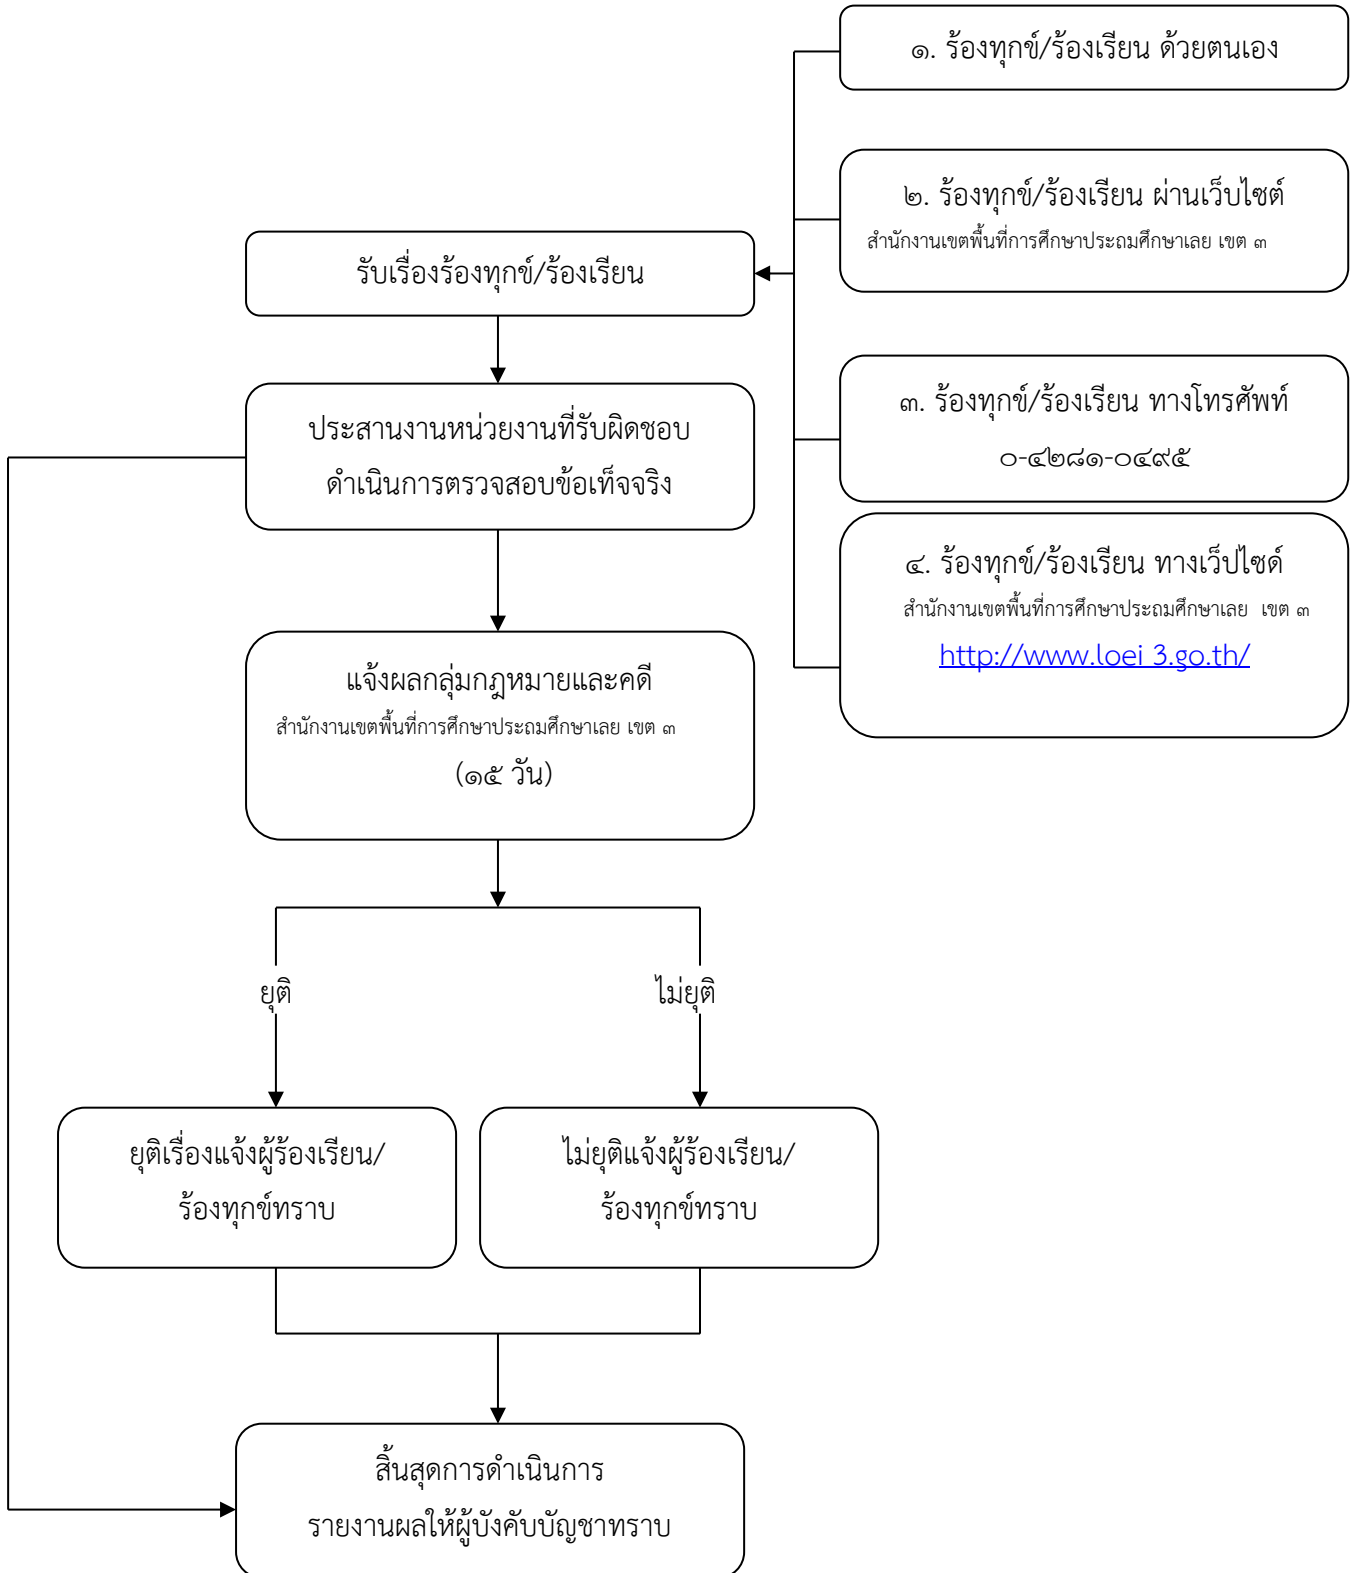 ๑. ร้องทุกข์/ร้องเรียน ด้วยตนเอง
๒. ร้องทุกข์/ร้องเรียน ผ่านเว็บไซต์
สำนักงานเขตพื้นที่การศึกษาประถมศึกษาเลย เขต ๓
๓. ร้องทุกข์/ร้องเรียน ทางโทรศัพท์
๐-๔๒๘๑-๐๔๙๕
๔. ร้องทุกข์/ร้องเรียน ทางเว็ปไซด์
สำนักงานเขตพื้นที่การศึกษาประถมศึกษาเลย เขต ๓
http://www.loei 3.go.th/
รับเรื่องร้องทุกข์/ร้องเรียน
ประสานงานหน่วยงานที่รับผิดชอบ
ดำเนินการตรวจสอบข้อเท็จจริง
แจ้งผลกลุ่มกฎหมายและคดี
สำนักงานเขตพื้นที่การศึกษาประถมศึกษาเลย เขต ๓
(๑๕ วัน)
ยุติ
ไม่ยุติ
ยุติเรื่องแจ้งผู้ร้องเรียน/
ร้องทุกข์ทราบ
ไม่ยุติแจ้งผู้ร้องเรียน/
ร้องทุกข์ทราบ
สิ้นสุดการดำเนินการ
รายงานผลให้ผู้บังคับบัญชาทราบ